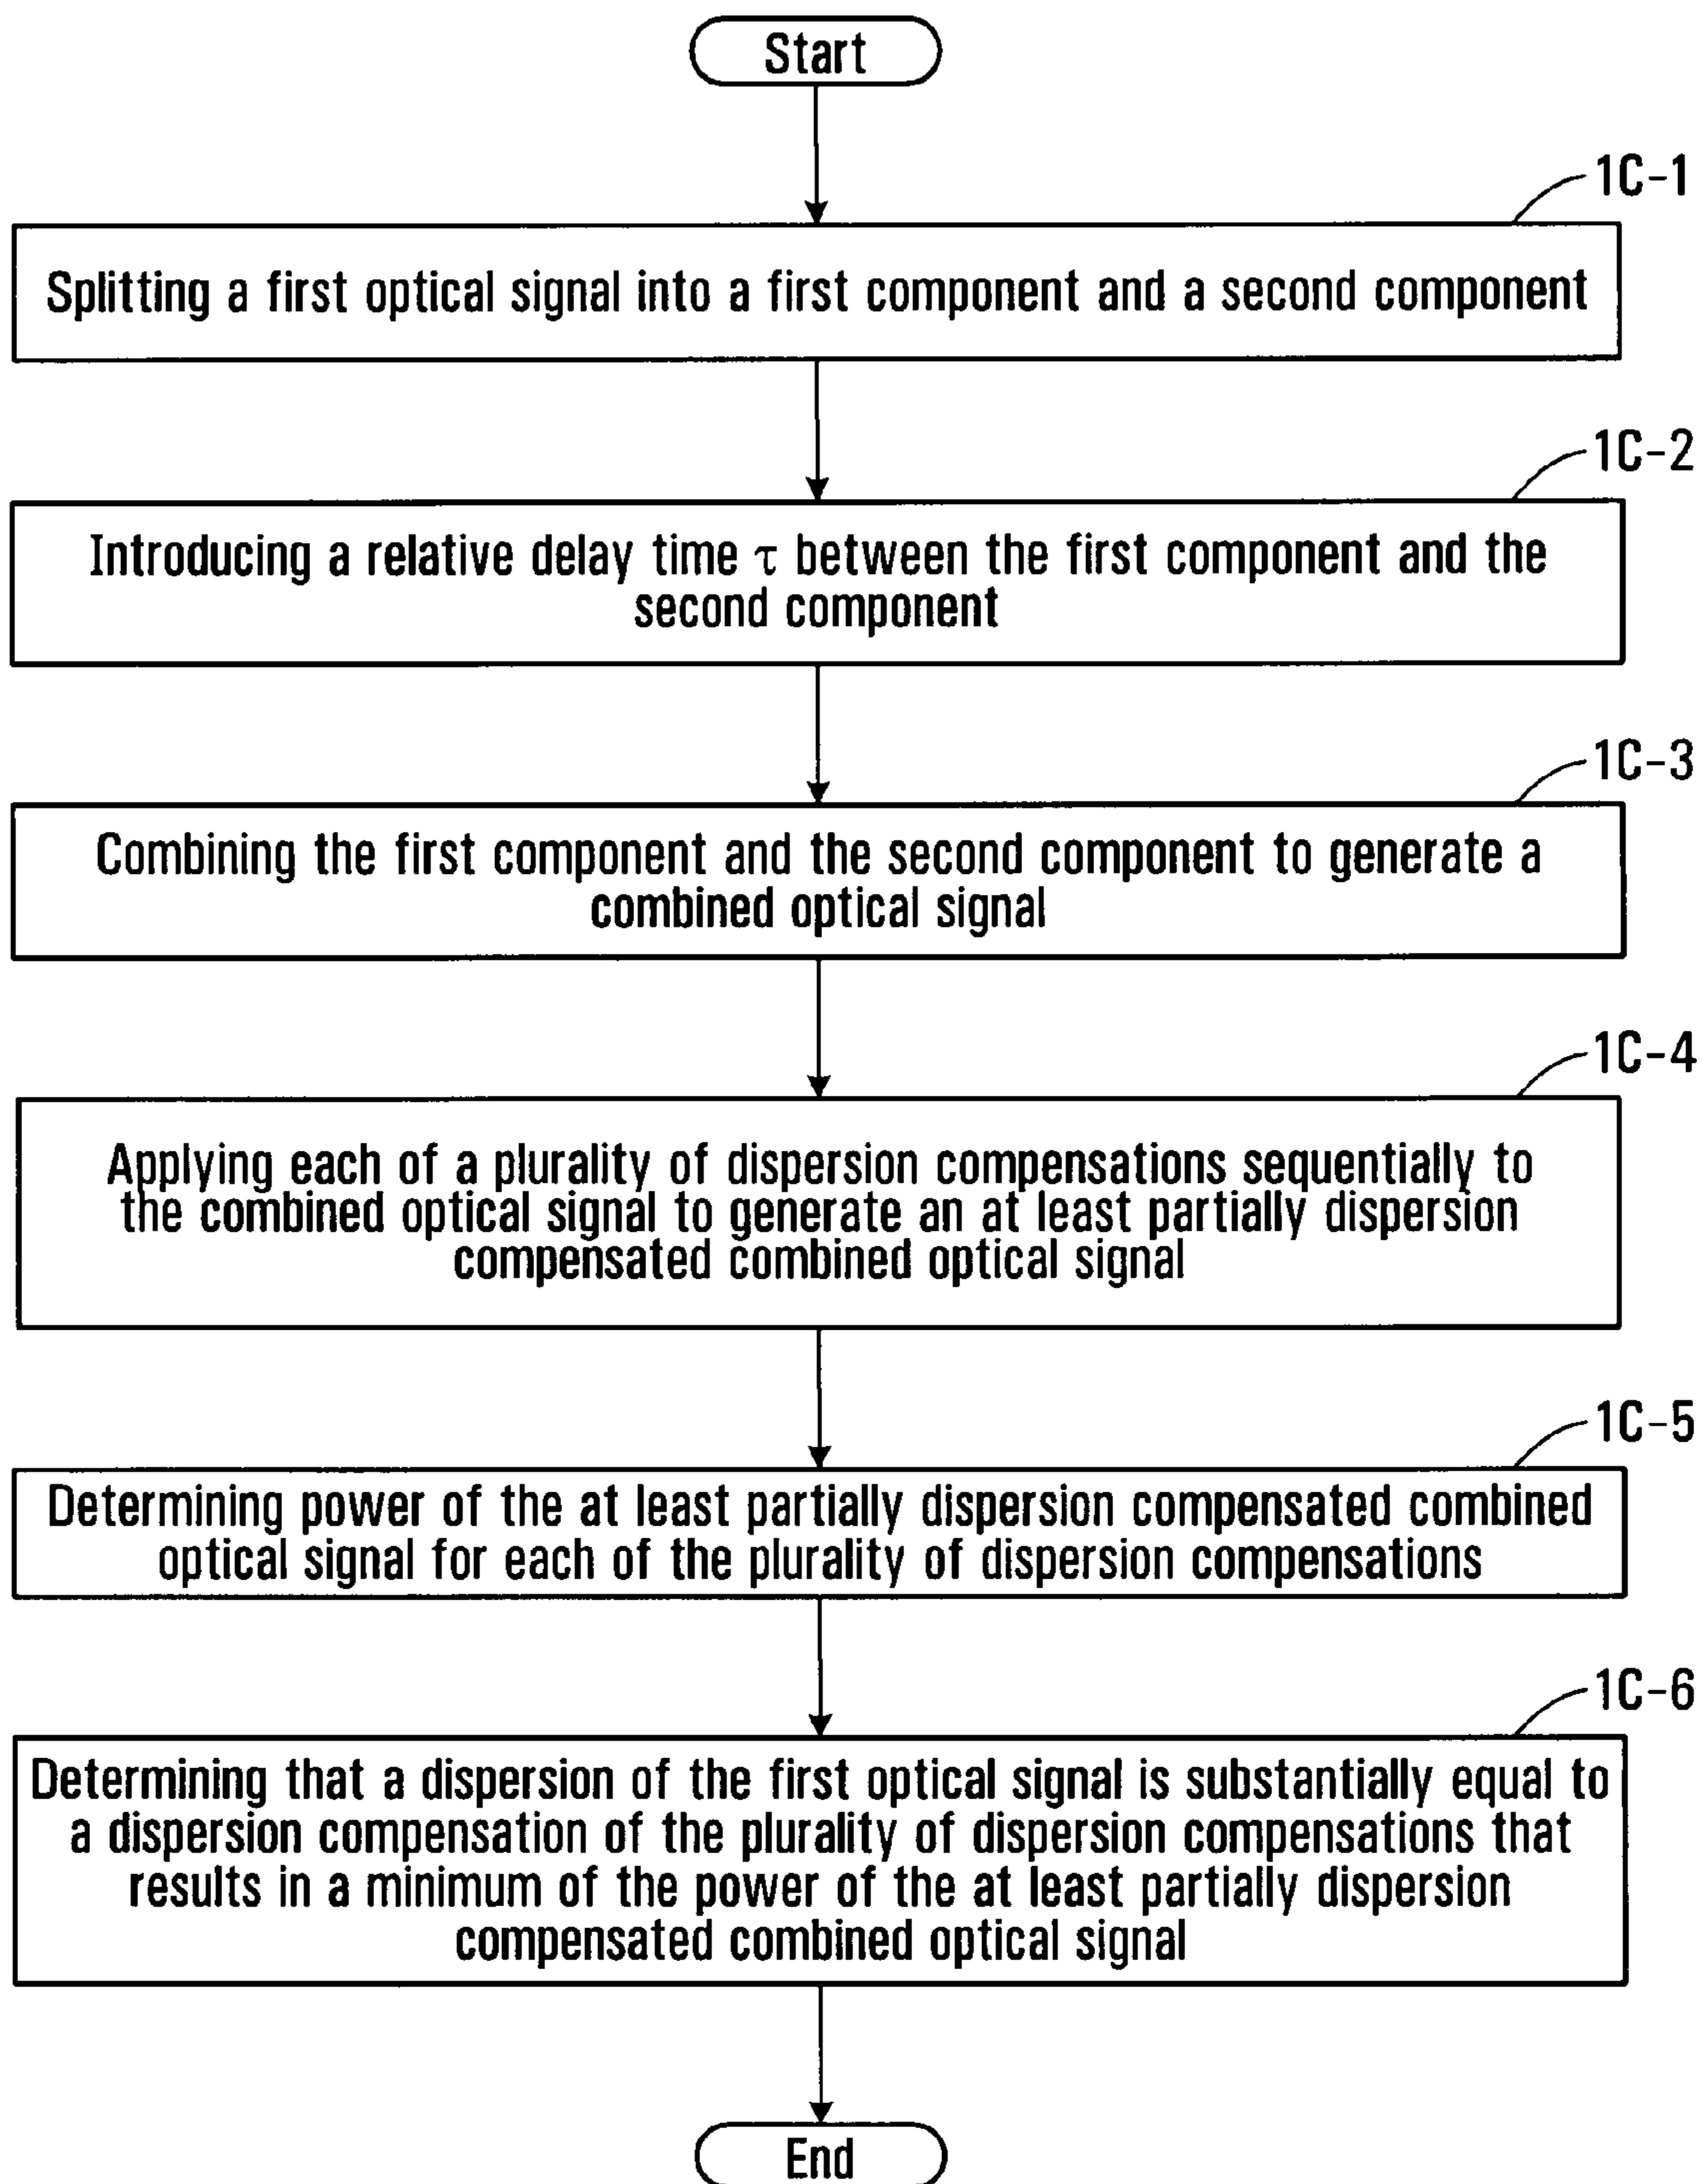 Start
1C-1
Splitting a first optical signal into a first component and a second component
1C-2
Introducing a relative delay time τ between the first component and the
second component
1C-3
Combining the first component and the second component to generate a
combined optical signal
1C-4
Applying each of a plurality of dispersion compensations sequentially to
the combined optical signal to generate an at least partially dispersion
compensated combined optical signal
1C-5
Determining power of the at least partially dispersion compensated combined
optical signal for each of the plurality of dispersion compensations
1C-6
Determining that a dispersion of the first optical signal is substantially equal to
a dispersion compensation of the plurality of dispersion compensations that
results in a minimum of the power of the at least partially dispersion
compensated combined optical signal
End